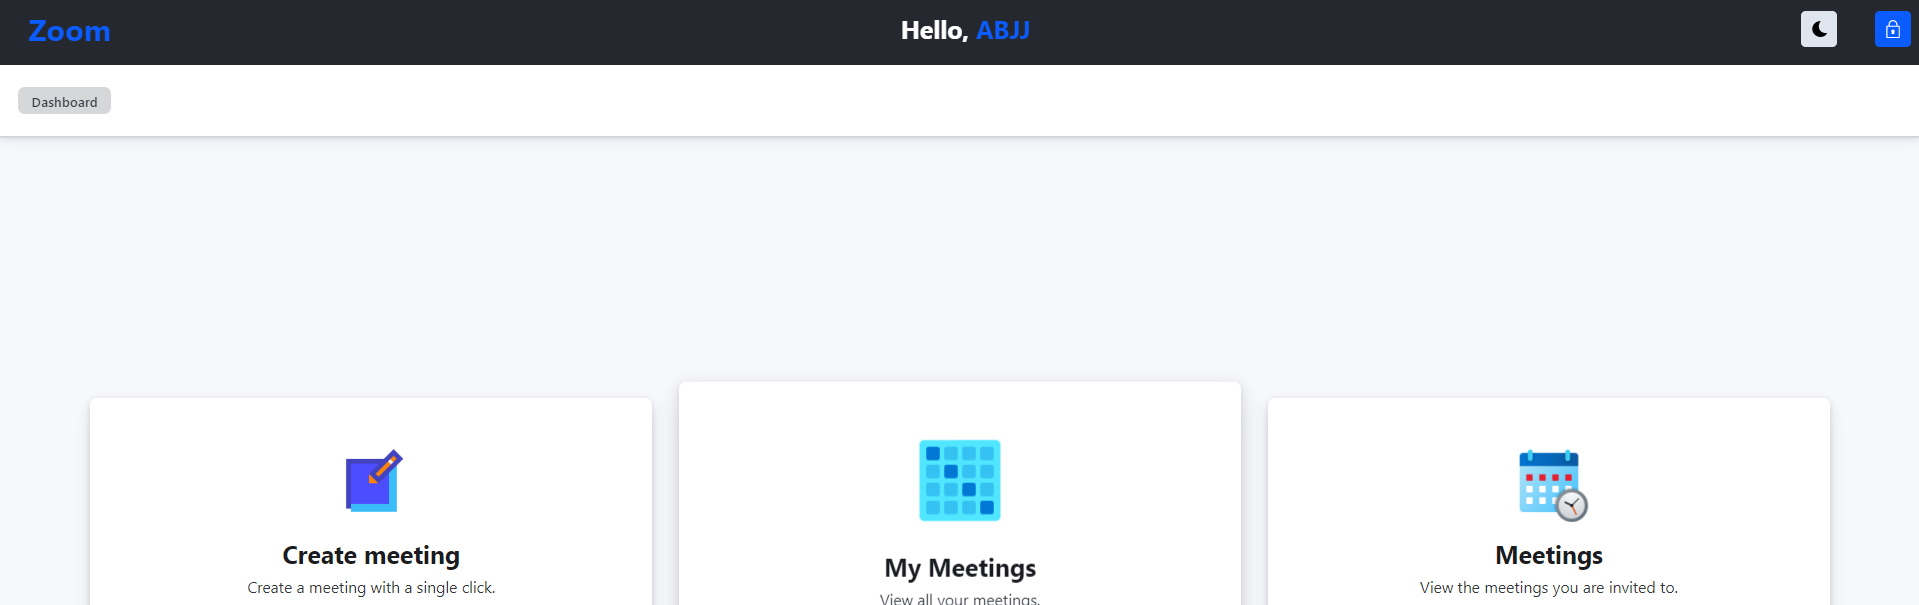 Zoom
Hello, ABJJ
Dashboard
Create meeting
Create a meeting with a single click.
My Meetings
View all your meetings.
Meetings
View the meetings you are invited to.